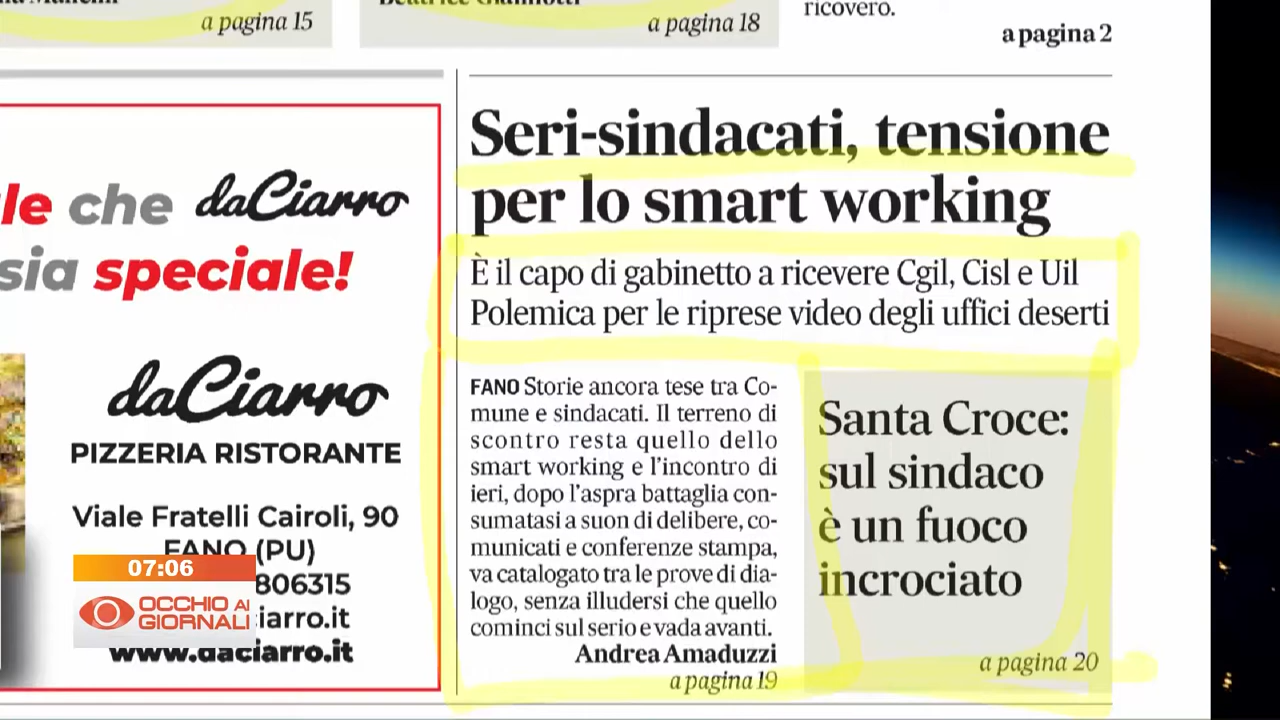 a pagina 15
a pagina 18
ricovero.
a pagina 2
che daCiarro
sia speciale!
daCiarro
PIZZERIA RISTORANTE
Viale Fratelli Cairoli, 90
FANO (PU)
806315
www.daciarro.it
07:06
OCCHIO AI
GIORNALI
Seri-sindacati, tensione
per lo smart working
È il capo di gabinetto a ricevere Cgil, Cisl e Uil
Polemica per le riprese video degli uffici deserti
FANO Storie ancora tese tra Co-
mune e sindacati. Il terreno di
scontro resta quello dello
smart working e l'incontro di
ieri, dopo l'aspra battaglia con-
sumatasi a suon di delibere, co-
municati e conferenze stampa,
va catalogato tra le prove di dia-
logo, senza illudersi che quello
cominci sul serio e vada avanti.
Andrea Amaduzzi
a pagina 19
Santa Croce:
sul sindaco
è un fuoco
incrociato
a pagina 20